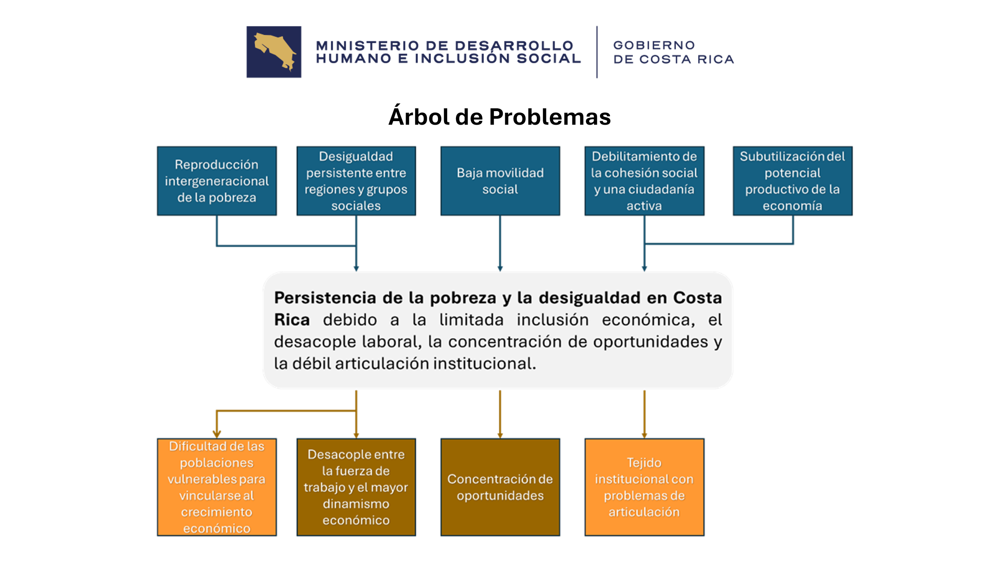 MINISTERIO DE DESARROLLO
HUMANO E INCLUSIÓN SOCIAL
GOBIERNO
DE COSTA RICA
Árbol de Problemas
Reproducción
intergeneracional
de la pobreza
Desigualdad
persistente entre
regiones y grupos
sociales
Baja movilidad
social
Debilitamiento de
la cohesión social
y una ciudadanía
activa
Subutilización del
potencial
productivo de la
economía
Persistencia de la pobreza y la desigualdad en Costa
Rica debido a la limitada inclusión económica, el
desacople laboral, la concentración de oportunidades y
la débil articulación institucional.
Dificultad de las
poblaciones
vulnerables para
vincularse al
crecimiento
económico
Desacople entre
la fuerza de
trabajo y el mayor
dinamismo
económico
Concentración de
oportunidades
Tejido
institucional con
problemas de
articulación